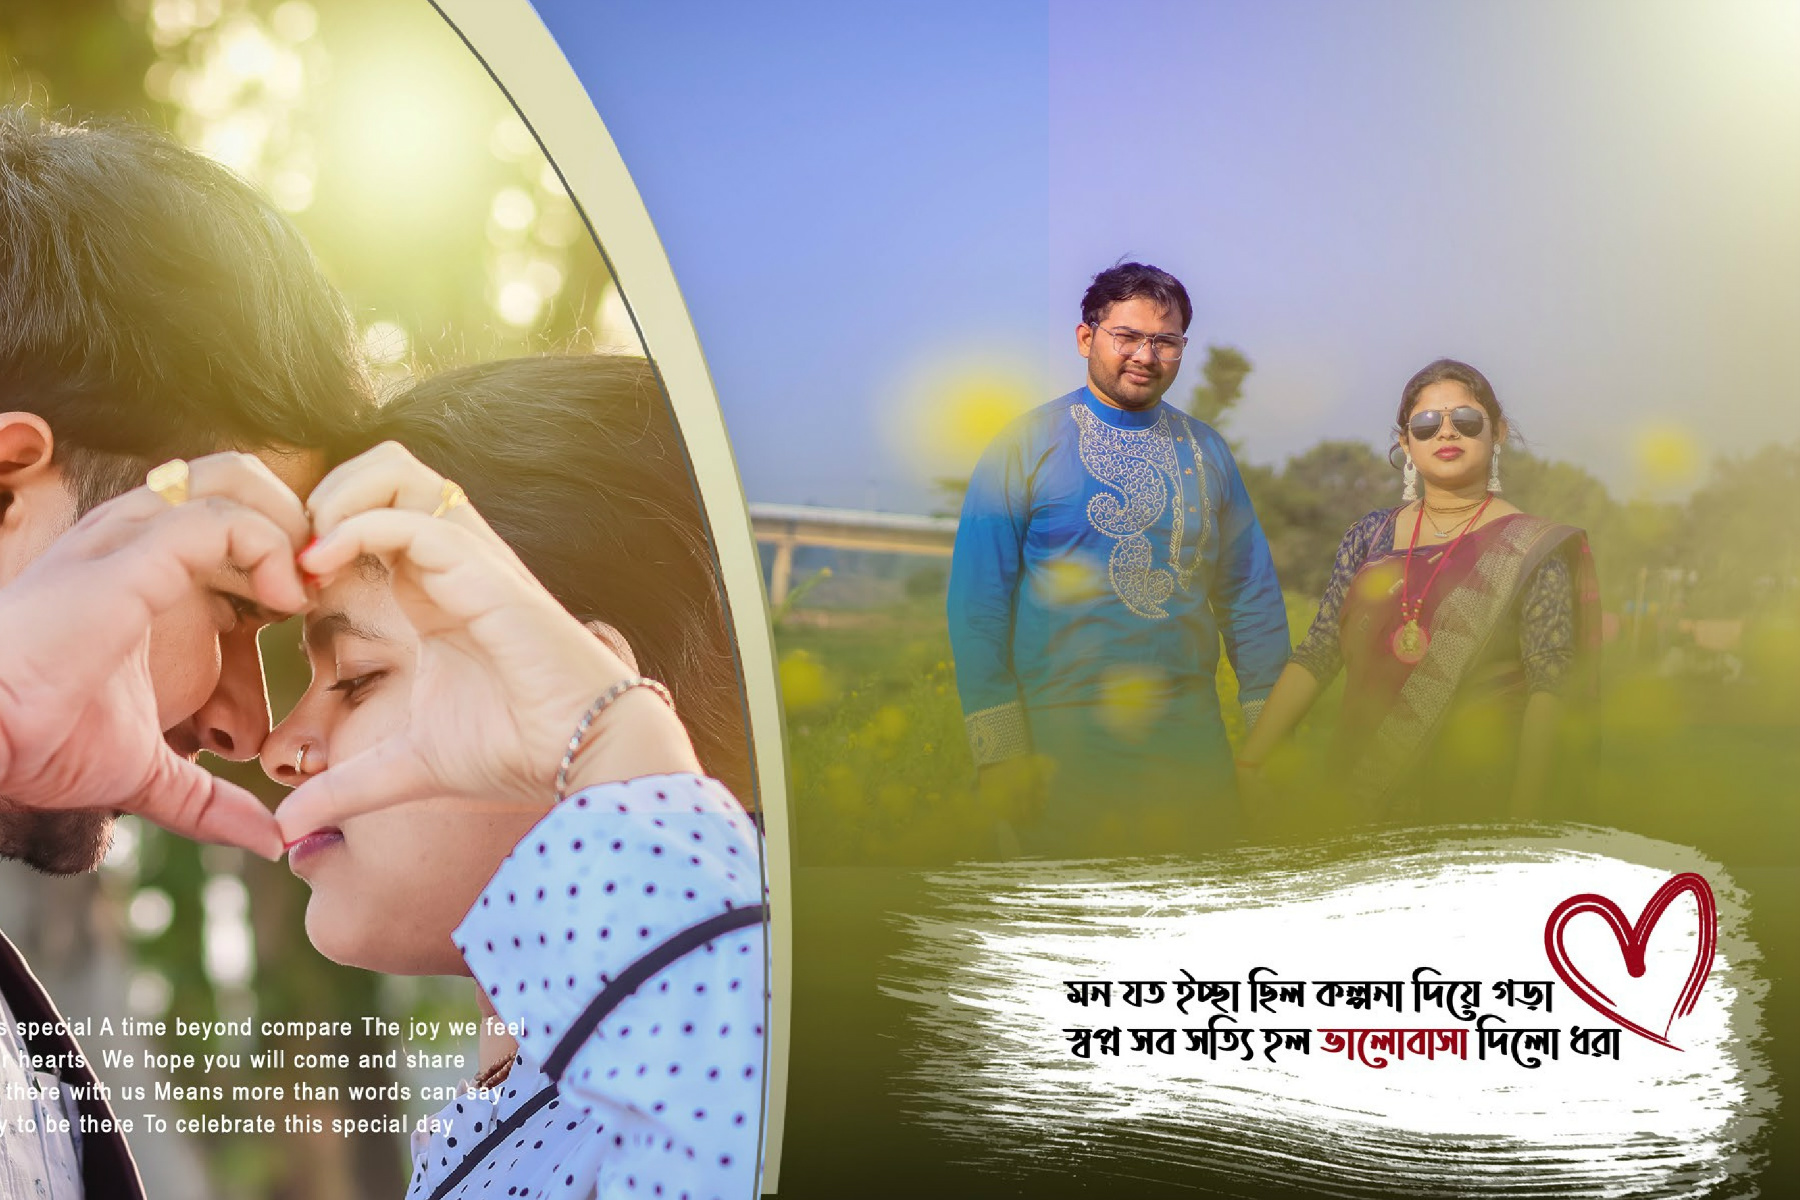 s special A time beyond compare The joy we feel
r hearts We hope you will come and share
there with us Means more than words can say
y to be there To celebrate this special day
মন যত ইচ্ছা ছিল কল্পনা দিয়ে গড়া
স্বপ্ন সব সত্যি হল ভালোবাসা দিলো ধরা